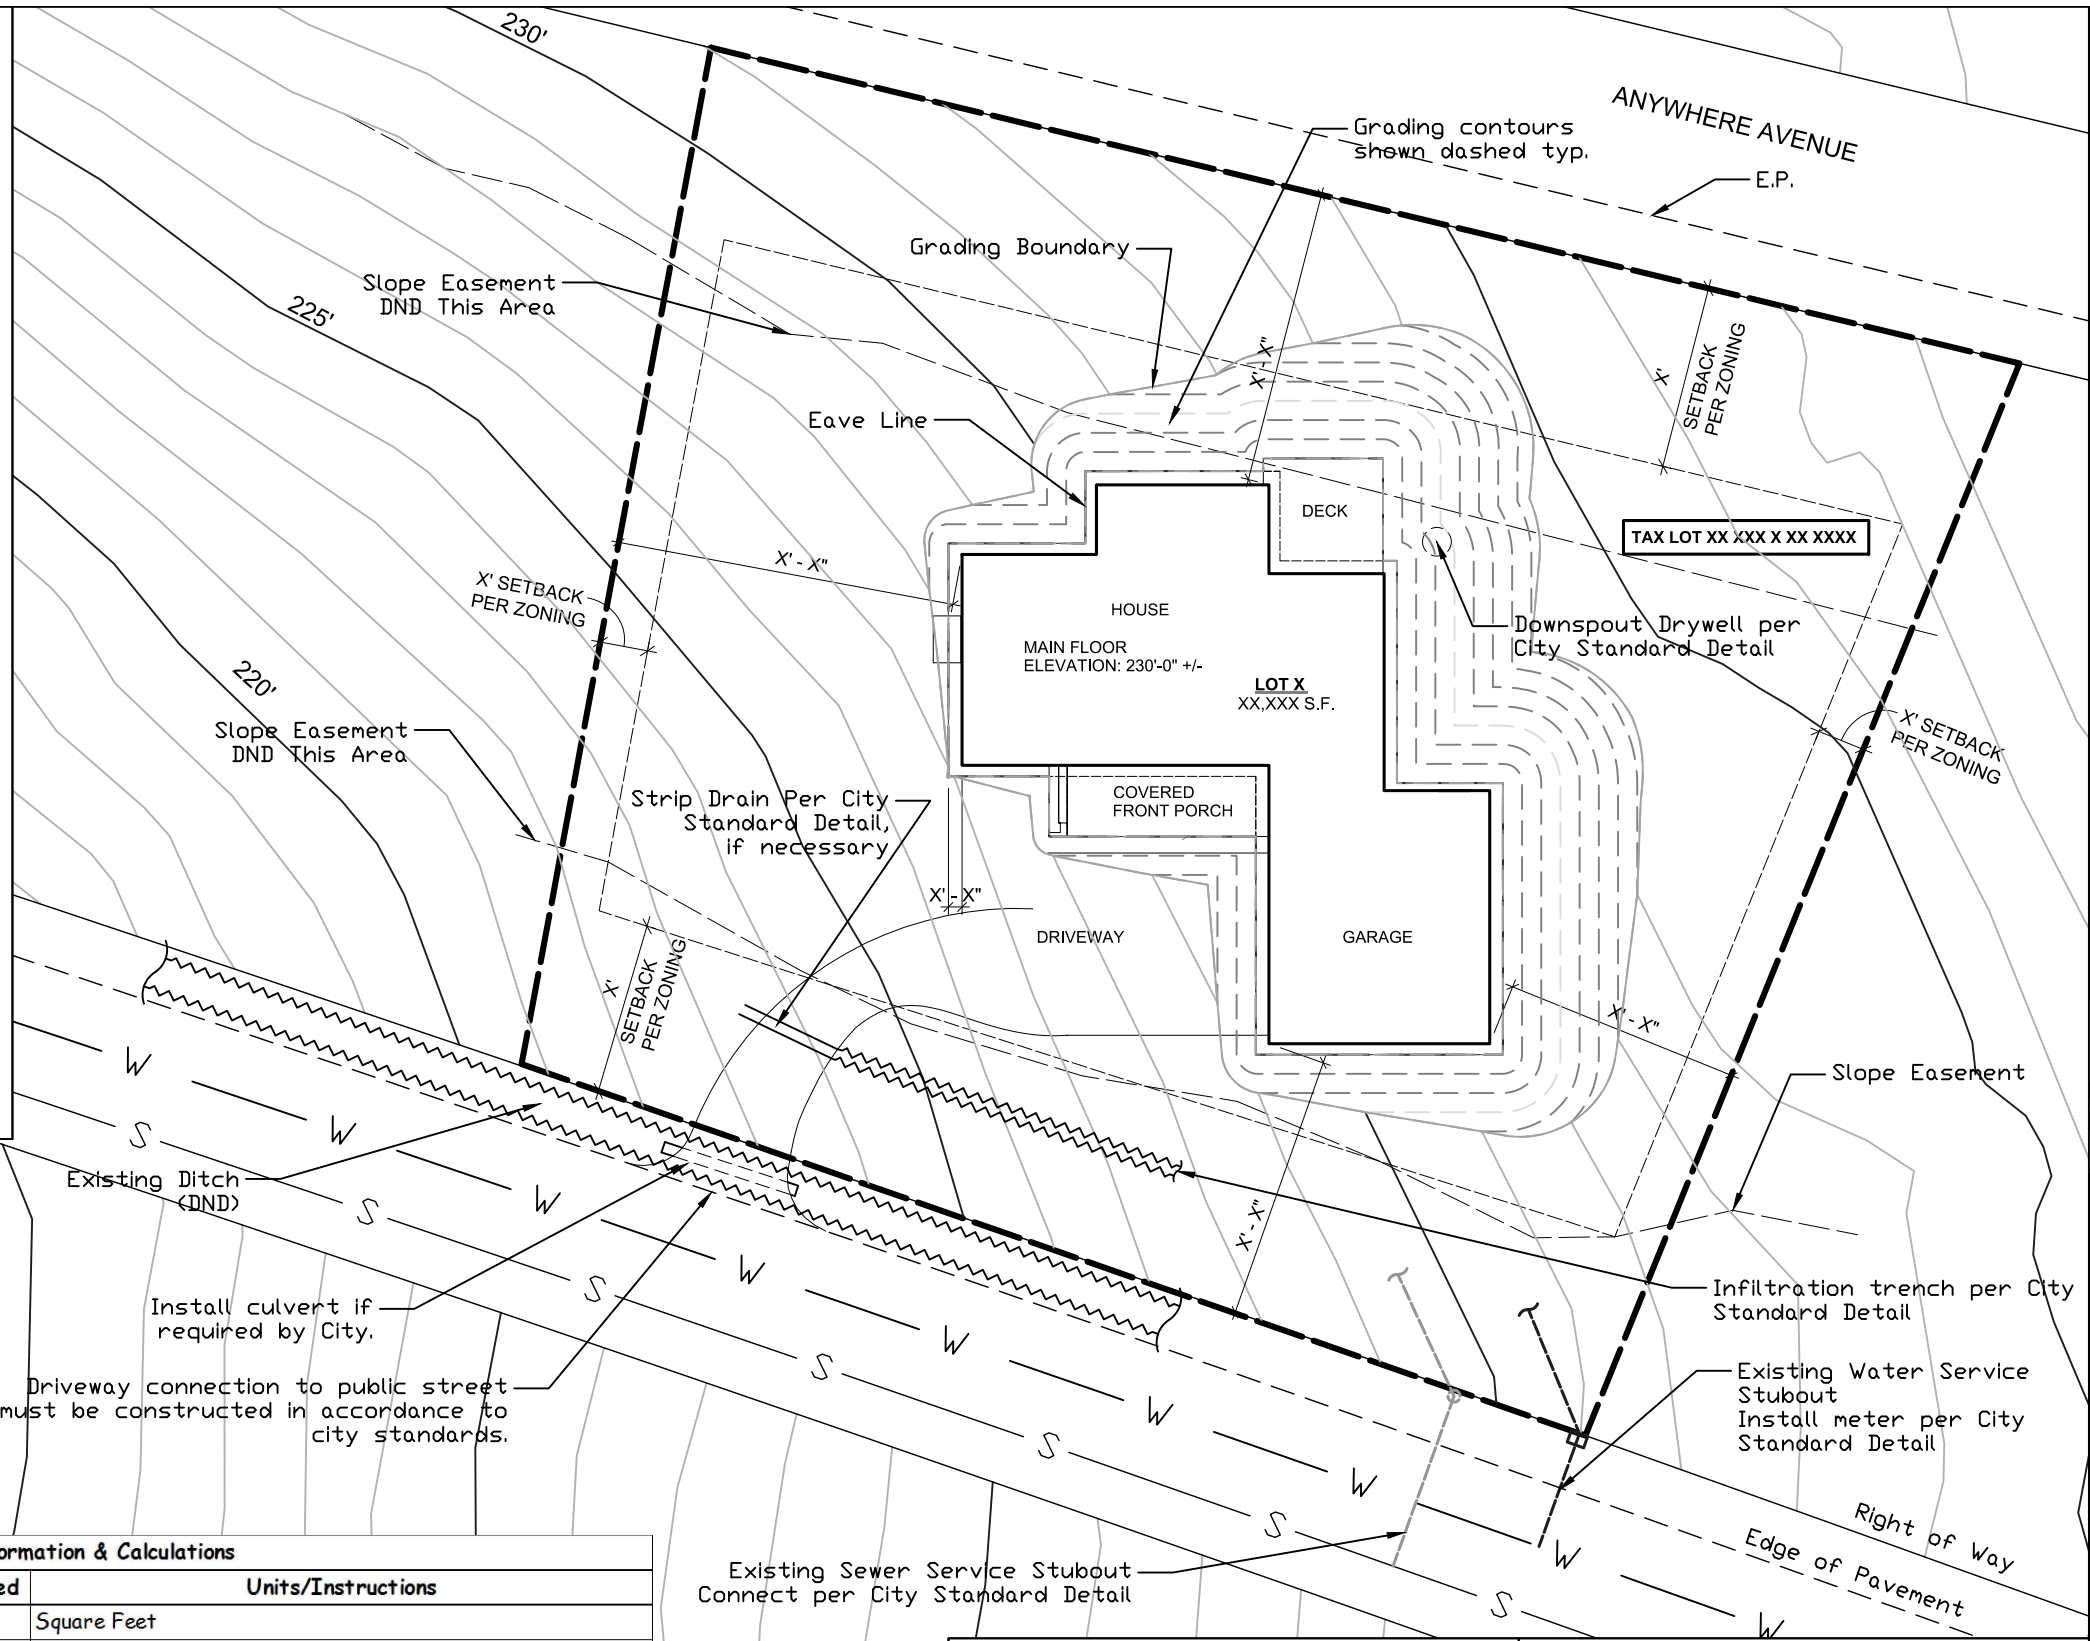 230'
ANYWHERE AVENUE
Grading contours
shown dashed typ.
E.P.
Grading Boundary
Slope Easement
DND This Area
225'
X' - X"
X'
SETBACK
PER ZONING
Eave Line
DECK
TAX LOT XX XXX X XX XXXX
X' - X"
X' SETBACK
PER ZONING
HOUSE
MAIN FLOOR
ELEVATION: 230'-0" +/-
Downspout Drywell per
City Standard Detail
LOT X
XX,XXX S.F.
220'
Slope Easement
DND This Area
X' SETBACK
PER ZONING
Strip Drain Per City
Standard Detail,
if necessary
COVERED
FRONT PORCH
X' - X"
DRIVEWAY
GARAGE
X'
SETBACK
PER ZONING
X' - X"
Slope Easement
W
S
W
Existing Ditch
(DND)
S
W
X' - X"
W
S
Infiltration trench per City
Standard Detail
Install culvert if
required by City.
W
S
Driveway connection to public street
must be constructed in accordance to
city standards.
Existing Water Service
Stubout
Install meter per City
Standard Detail
W
S
W
S
Right of Way
Edge of Pavement
W
ormation & Calculations
ed
Units/Instructions
Square Feet
Existing Sewer Service Stubout
Connect per City Standard Detail
S
W